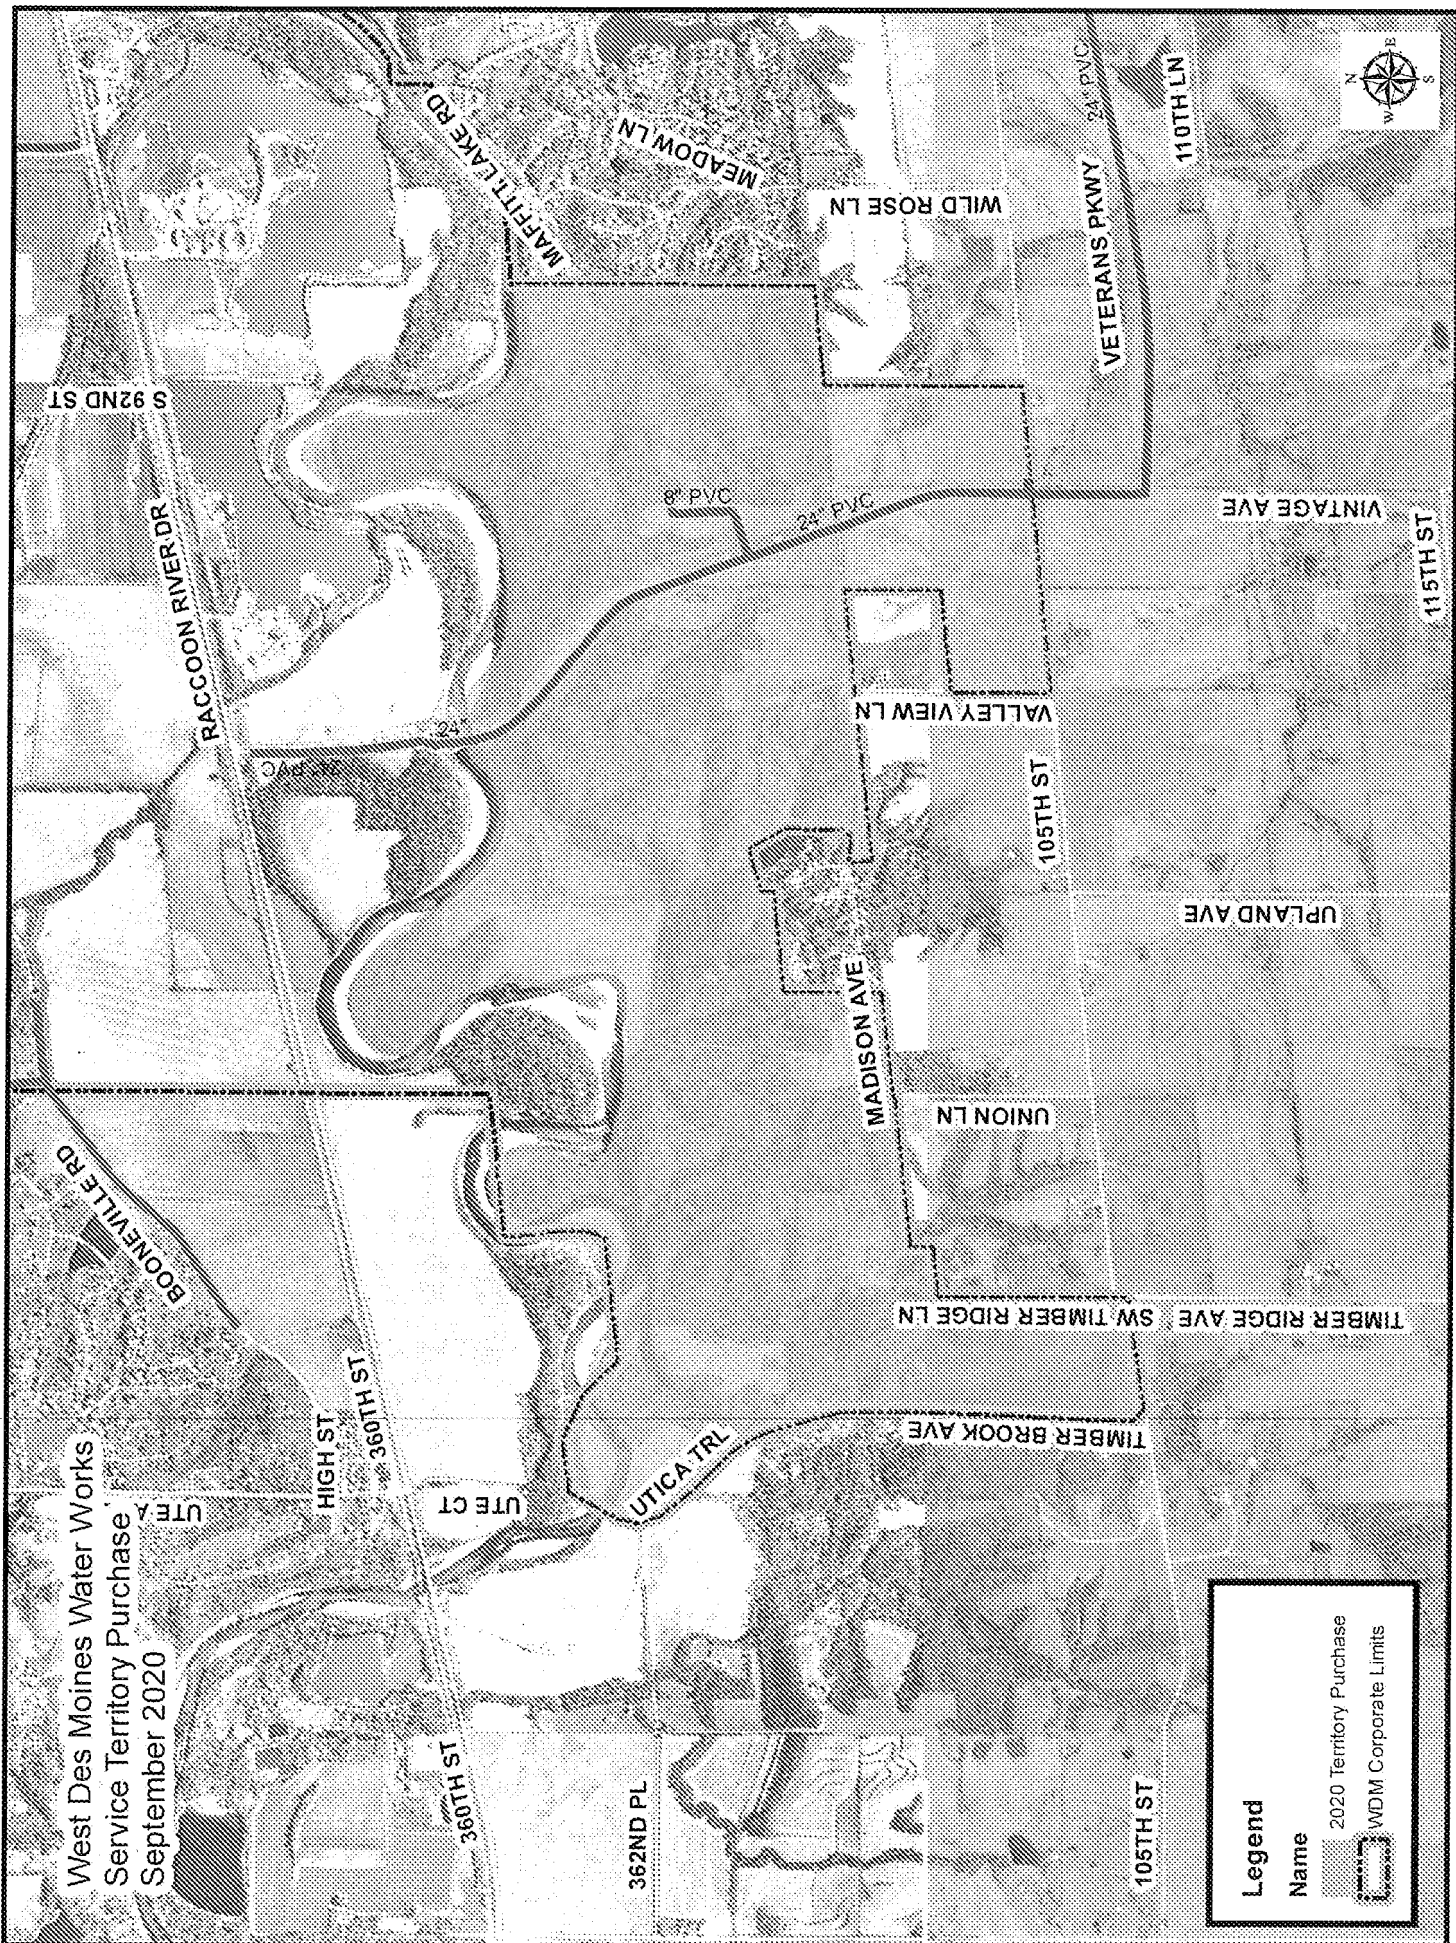 West Des Moines Water Works
Service Territory Purchase
September 2020
UTE A
HIGH ST
360TH ST
360TH ST
UTE CT
362ND PL
UTICA TRL
TIMBER BROOK AVE
105TH ST
BOONEVILLE RD
SW TIMBER RIDGE LN
TIMBER RIDGE AVE
UNION LN
MADISON AVE
UPLAND AVE
105TH ST
VALLEY VIEW LN
RACCOON RIVER DR
24" PVC
24"
24" PVC
8" PVC
S 92ND ST
VINTAGE AVE
115TH ST
MAFFITT LAKE RD
MEADOW LN
WILD ROSE LN
VETERANS PKWY
24" PVC
110TH LN
N
E
S
W
Legend
Name
2020 Territory Purchase
WDM Corporate Limits